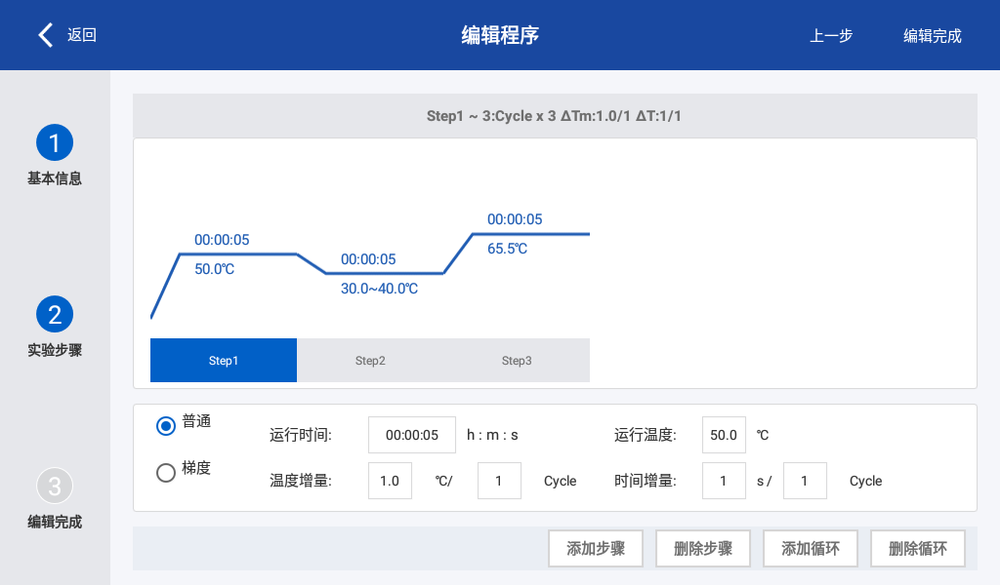 返回
编辑程序
上一步
编辑完成
1
基本信息
2
实验步骤
3
编辑完成
Step1 ~ 3:Cycle x 3 ΔTm:1.0/1 ΔT:1/1
00:00:05
50.0℃
00:00:05
30.0~40.0℃
00:00:05
65.5℃
Step1
Step2
Step3
普通
运行时间:
00:00:05
h : m : s
运行温度:
50.0
℃
梯度
温度增量:
1.0
℃/
1
Cycle
时间增量:
1
s /
1
Cycle
添加步骤
删除步骤
添加循环
删除循环